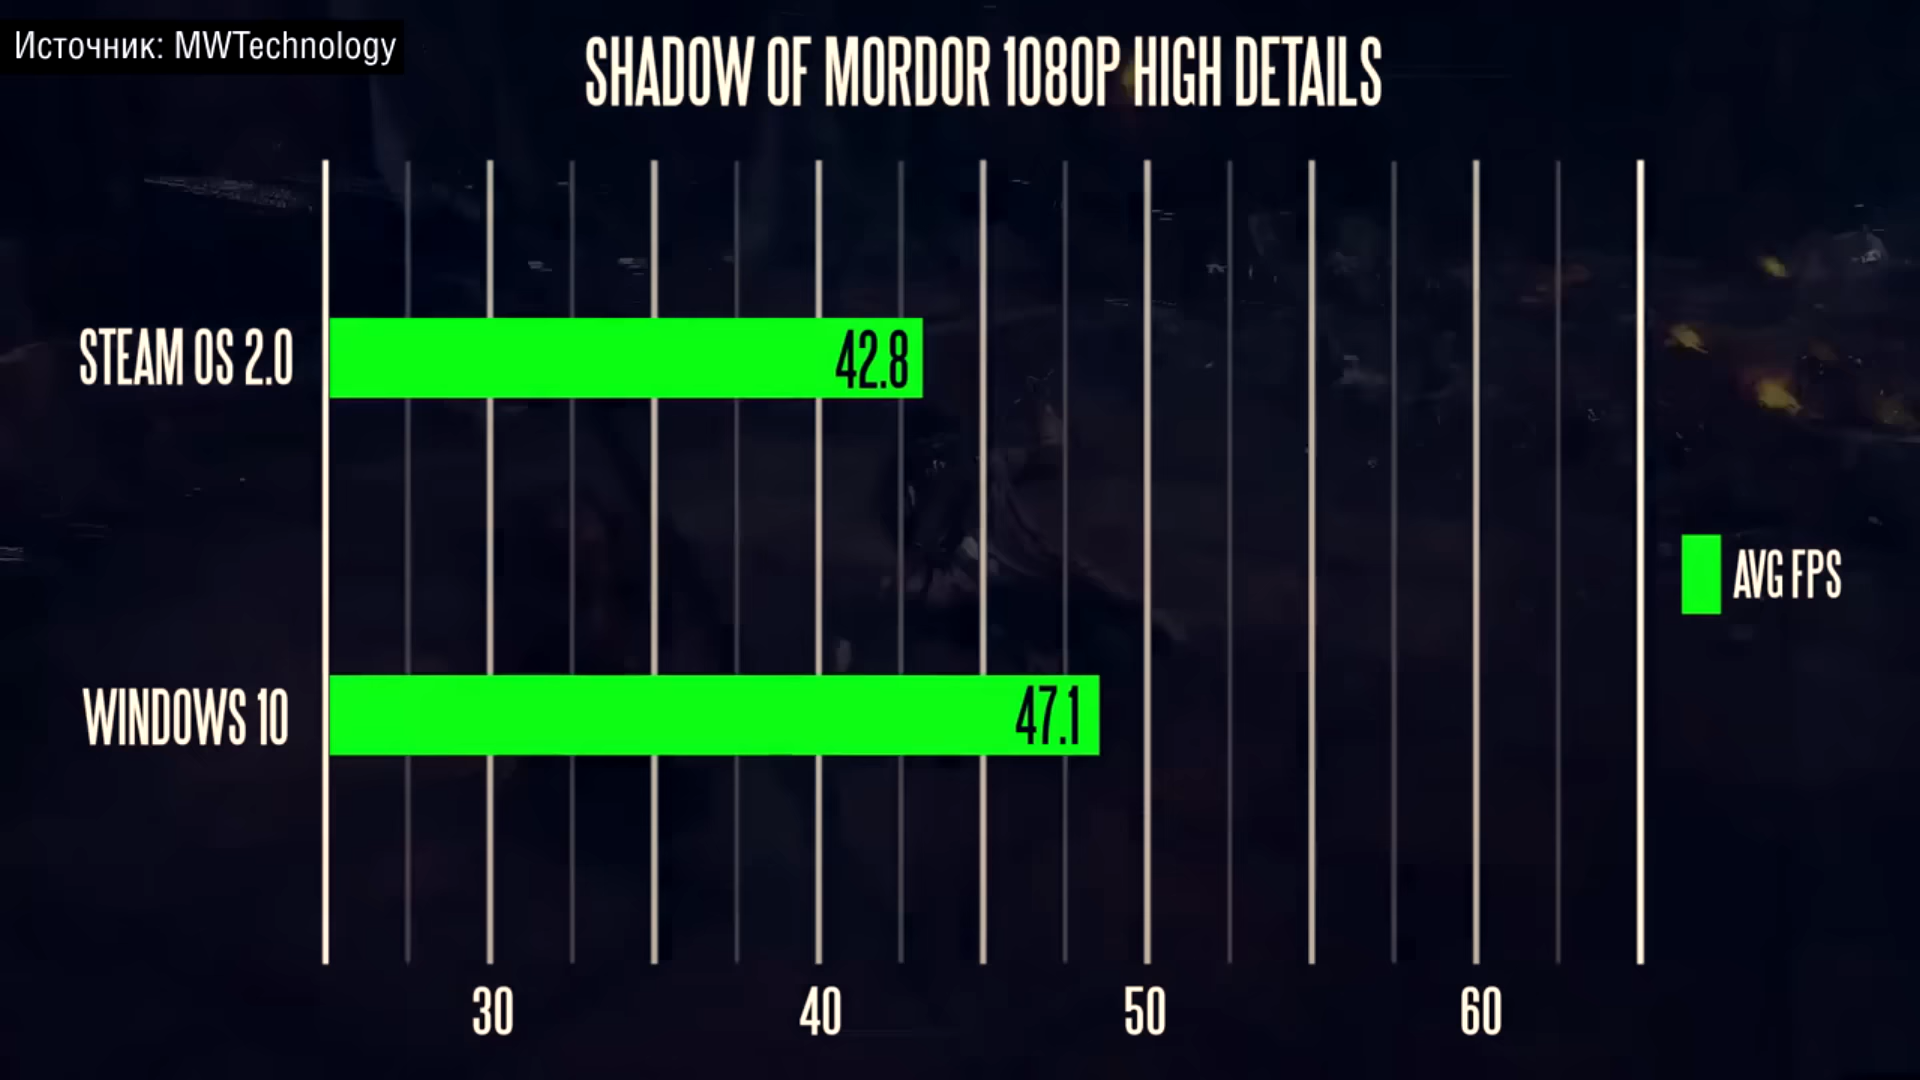 Источник: MWTechnology
SHADOW OF MORDOR 1080P HIGH DETAILS
STEAM OS 2.0
42.8
AVG FPS
WINDOWS 10
47.1
30
40
50
60